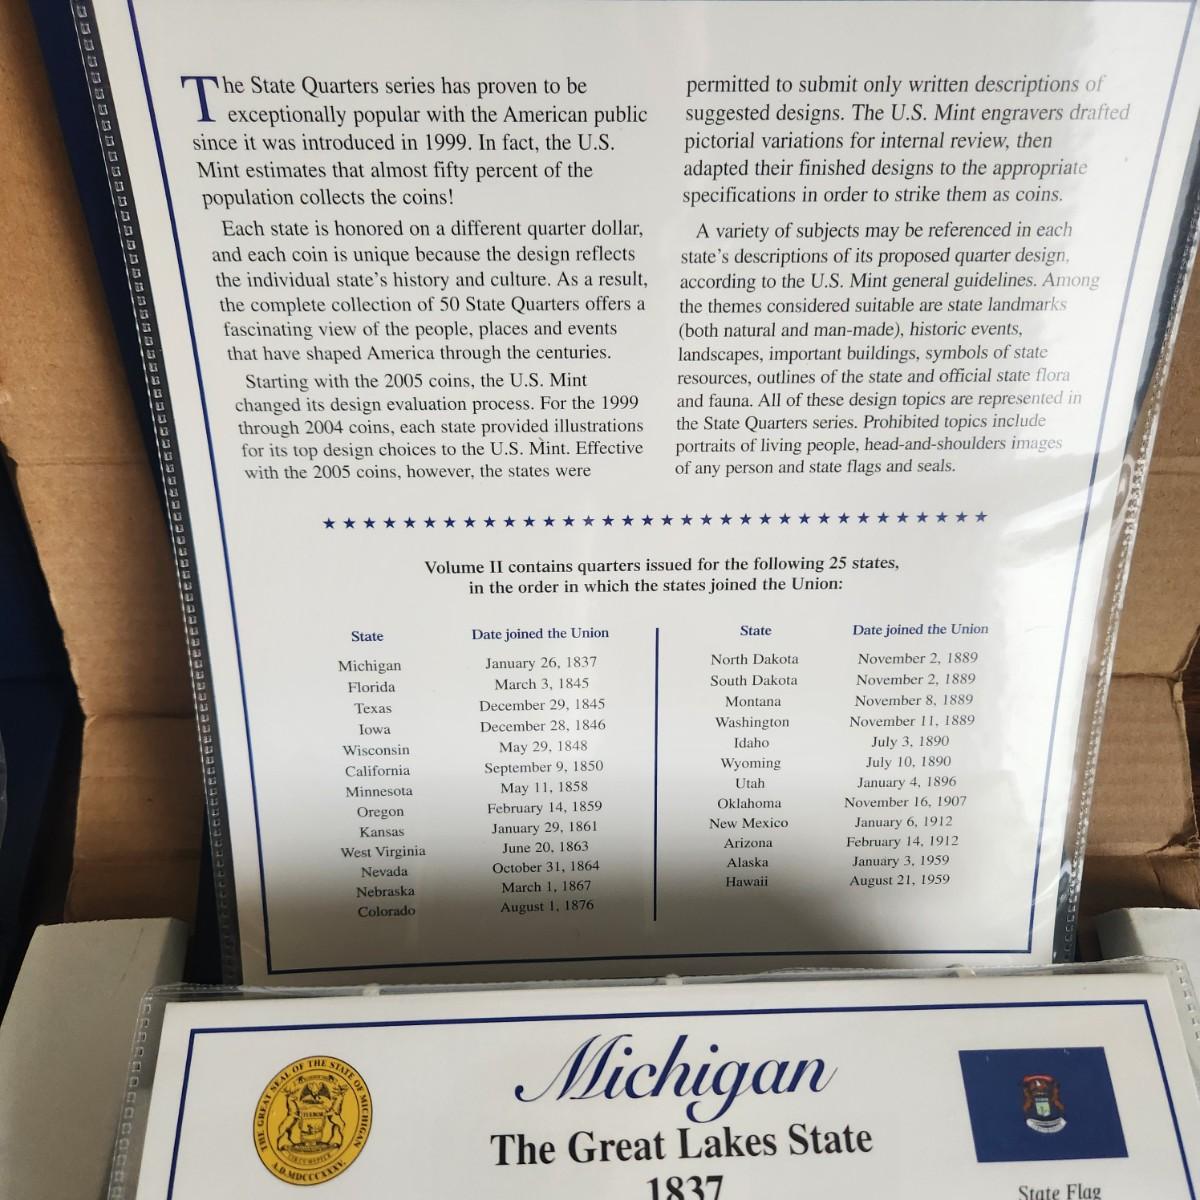 The State Quarters series has proven to be
exceptionally popular with the American public
since it was introduced in 1999. In fact, the U.S.
Mint estimates that almost fifty percent of the
population collects the coins!
Each state is honored on a different quarter dollar,
and each coin is unique because the design reflects
the individual state's history and culture. As a result,
the complete collection of 50 State Quarters offers a
fascinating view of the people, places and events
that have shaped America through the centuries.
Starting with the 2005 coins, the U.S. Mint
changed its design evaluation process. For the 1999
through 2004 coins, each state provided illustrations
for its top design choices to the U.S. Mint. Effective
with the 2005 coins, however, the states were
permitted to submit only written descriptions of
suggested designs. The U.S. Mint engravers drafted
pictorial variations for internal review, then
adapted their finished designs to the appropriate
specifications in order to strike them as coins.
A variety of subjects may be referenced in each
state's descriptions of its proposed quarter design,
according to the U.S. Mint general guidelines. Among
the themes considered suitable are state landmarks
(both natural and man-made), historic events,
landscapes, important buildings, symbols of state
resources, outlines of the state and official state flora
and fauna. All of these design topics are represented in
the State Quarters series. Prohibited topics include
portraits of living people, head-and-shoulders images
of any person and state flags and seals.
Volume II contains quarters issued for the following 25 states,
in the order in which the states joined the Union:
State Date joined the Union
Michigan January 26, 1837
Florida March 3, 1845
Texas December 29, 1845
Iowa December 28, 1846
Wisconsin May 29, 1848
California September 9, 1850
Minnesota May 11, 1858
Oregon February 14, 1859
Kansas January 29, 1861
West Virginia June 20, 1863
Nevada October 31, 1864
Nebraska March 1, 1867
Colorado August 1, 1876
State Date joined the Union
North Dakota November 2, 1889
South Dakota November 2, 1889
Montana November 8, 1889
Washington November 11, 1889
Idaho July 3, 1890
Wyoming July 10, 1890
Utah January 4, 1896
Oklahoma November 16, 1907
New Mexico January 6, 1912
Arizona February 14, 1912
Alaska January 3, 1959
Hawaii August 21, 1959
THE GREAT SEAL OF THE STATE OF MICHIGAN
A.D. MDCCCXXXV.
Michigan
The Great Lakes State
1837
State Flag